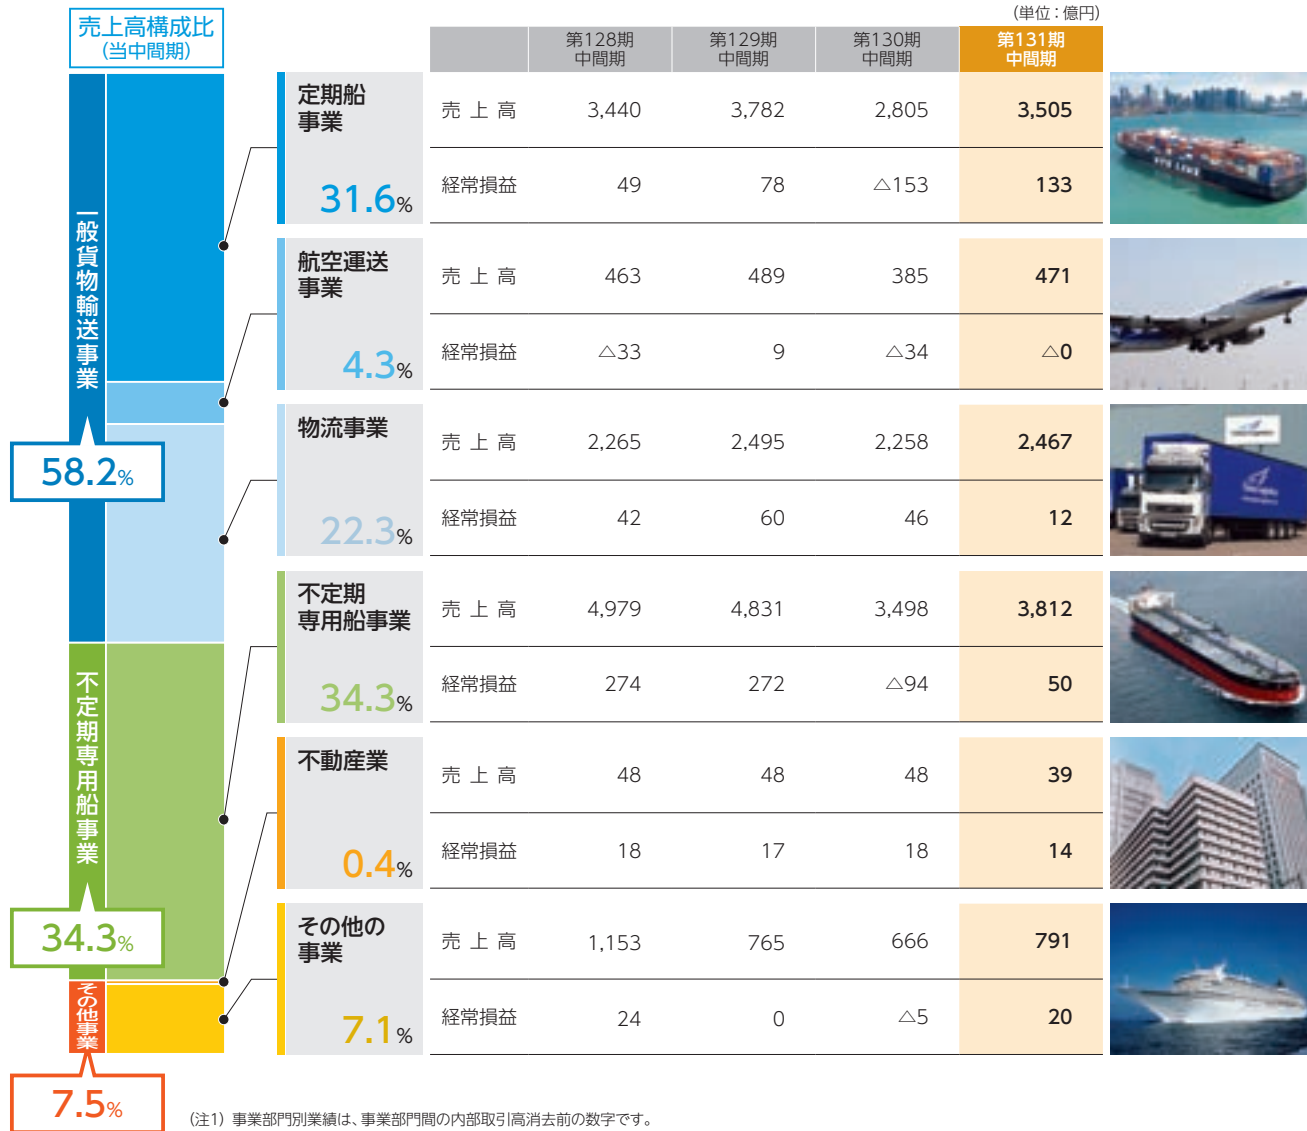 (単位：億円)
売上高構成比
(当中間期)
第128期
中間期
第129期
中間期
第130期
中間期
第131期
中間期
一般貨物輸送事業
58.2%
定期船
事業
31.6%
売上高 3,440 3,782 2,805 3,505
経常損益 49 78 △153 133
航空運送
事業
4.3%
売上高 463 489 385 471
経常損益 △33 9 △34 △0
物流事業
22.3%
売上高 2,265 2,495 2,258 2,467
経常損益 42 60 46 12
不定期専用船事業
34.3%
不定期
専用船事業
34.3%
売上高 4,979 4,831 3,498 3,812
経常損益 274 272 △94 50
その他事業
7.5%
不動産業
0.4%
売上高 48 48 48 39
経常損益 18 17 18 14
その他の
事業
7.1%
売上高 1,153 765 666 791
経常損益 24 0 △5 20
(注1) 事業部門別業績は、事業部門間の内部取引高消去前の数字です。